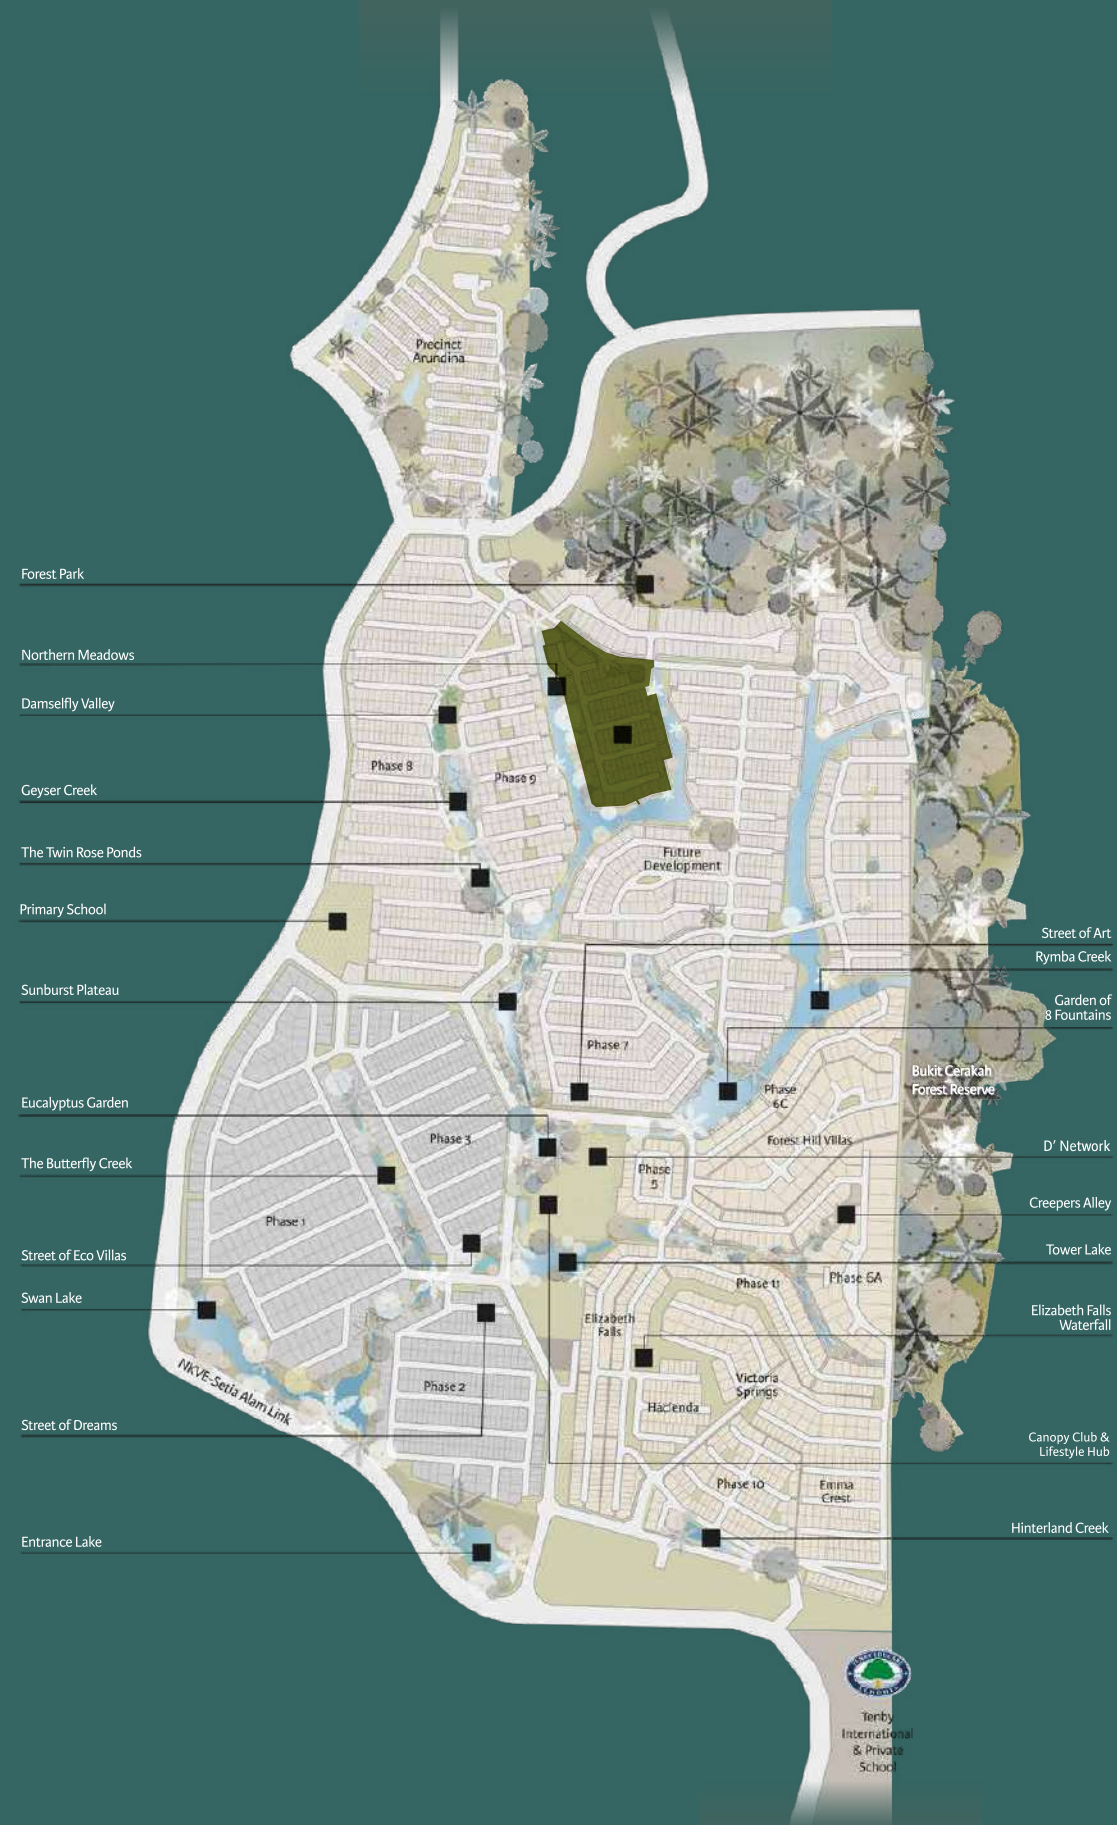 Precinct
Arundina
Forest Park
Northern Meadows
Damselfly Valley
Phase 8
Phase 9
Geyser Creek
The Twin Rose Ponds
Future
Development
Primary School
Street of Art
Rymba Creek
Sunburst Plateau
Garden of
8 Fountains
Phase 7
Bukit Cerakah
Forest Reserve
Phase
6C
Eucalyptus Garden
Phase 3
Forest Hill Villas
D' Network
The Butterfly Creek
Phase
5
Creepers Alley
Phase 1
Street of Eco Villas
Tower Lake
Phase 11
Phase 6A
Swan Lake
Elizabeth
Falls
Elizabeth Falls
Waterfall
NKVE-Setia Alam Link
Phase 2
Victoria
Springs
Hacienda
Street of Dreams
Canopy Club &
Lifestyle Hub
Phase 10
Emma
Crest
Hinterland Creek
Entrance Lake
Tenby
International
& Private
School